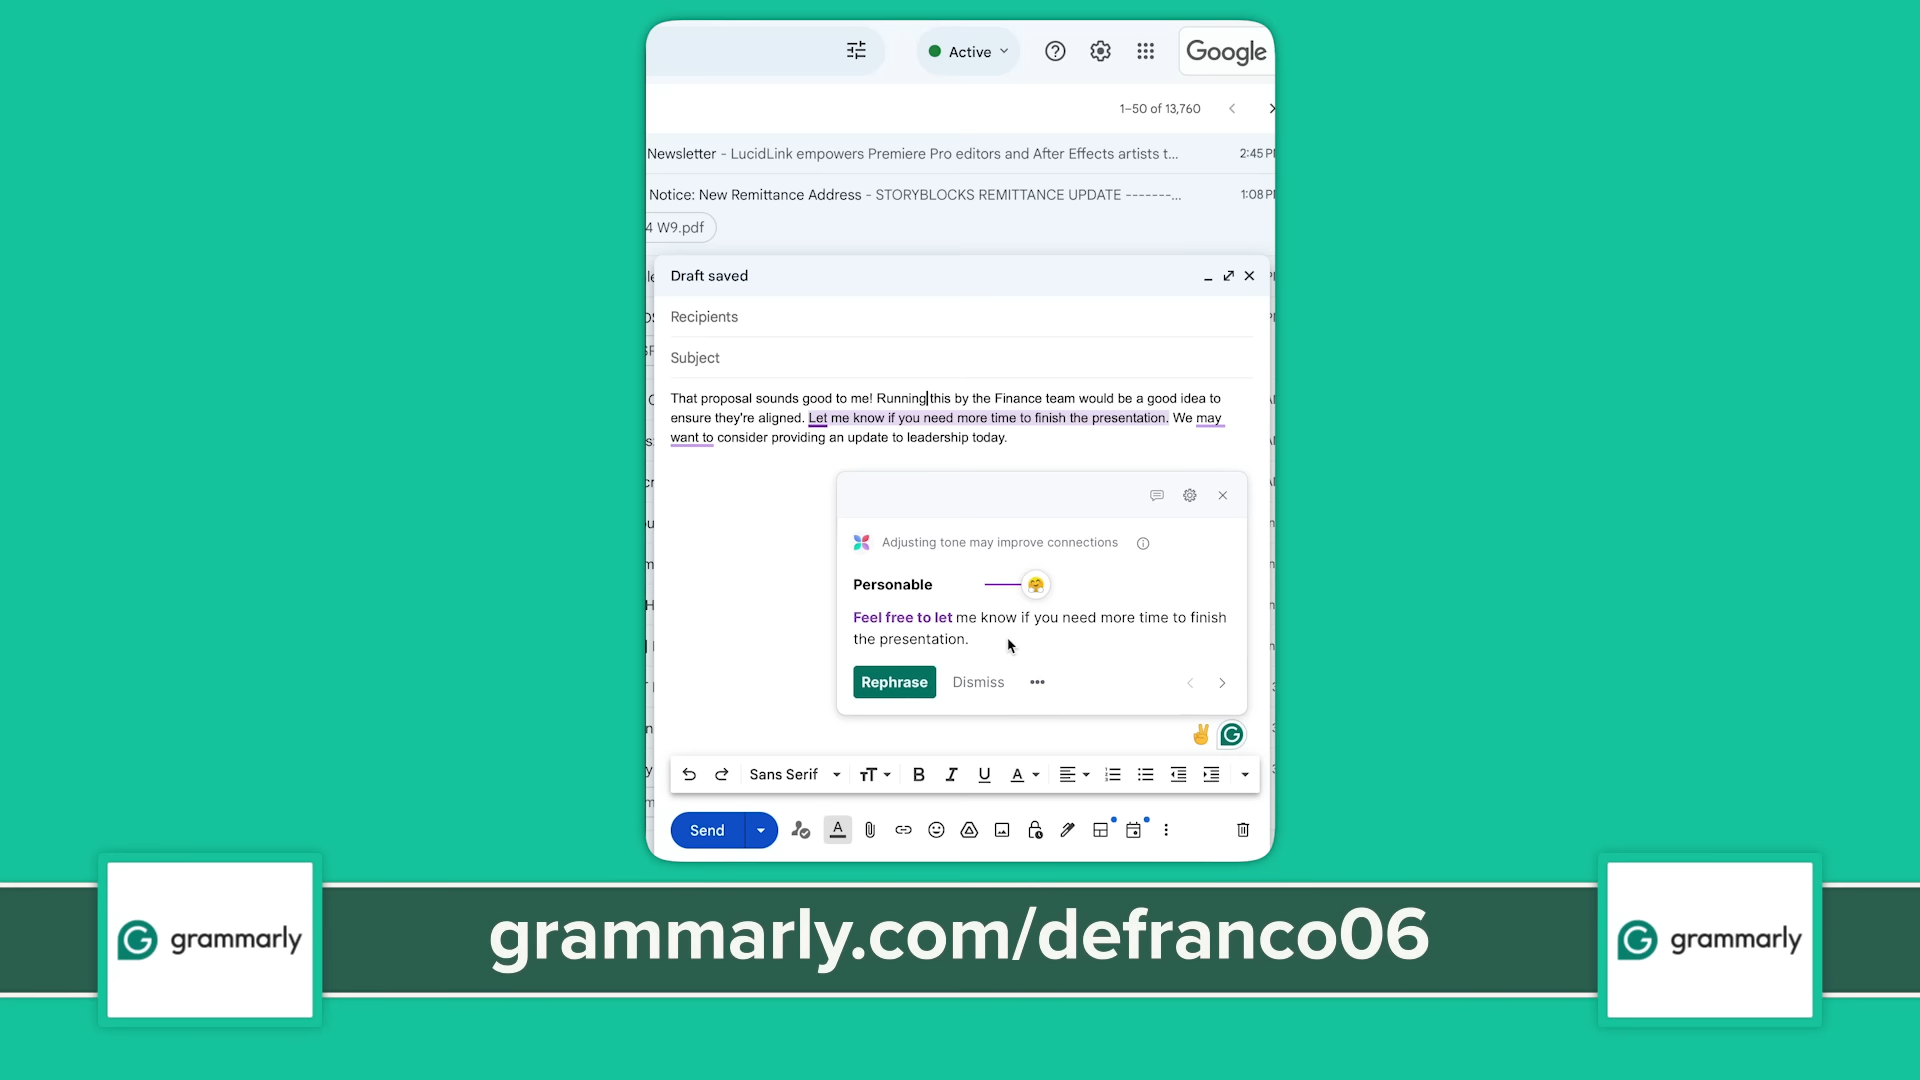 Active
Google
1–50 of 13,760
Newsletter - LucidLink empowers Premiere Pro editors and After Effects artists t... 2:45 P
Notice: New Remittance Address - STORYBLOCKS REMITTANCE UPDATE -------... 1:08 P
4 W9.pdf
Draft saved
Recipients
Subject
That proposal sounds good to me! Running this by the Finance team would be a good idea to
ensure they're aligned. Let me know if you need more time to finish the presentation. We may
want to consider providing an update to leadership today.
Adjusting tone may improve connections
Personable
Feel free to let me know if you need more time to finish
the presentation.
Rephrase Dismiss
Sans Serif
Send
grammarly
grammarly.com/defranco06
grammarly